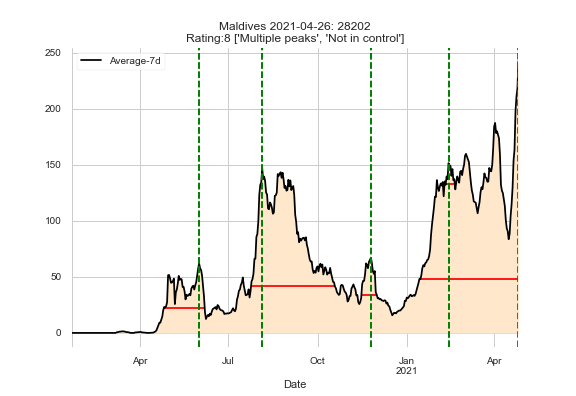 Maldives 2021-04-26: 28202
Rating:8 ['Multiple peaks', 'Not in control']
250
Average-7d
200
150
100
50
0
Apr Jul Oct Jan Apr
2021
Date